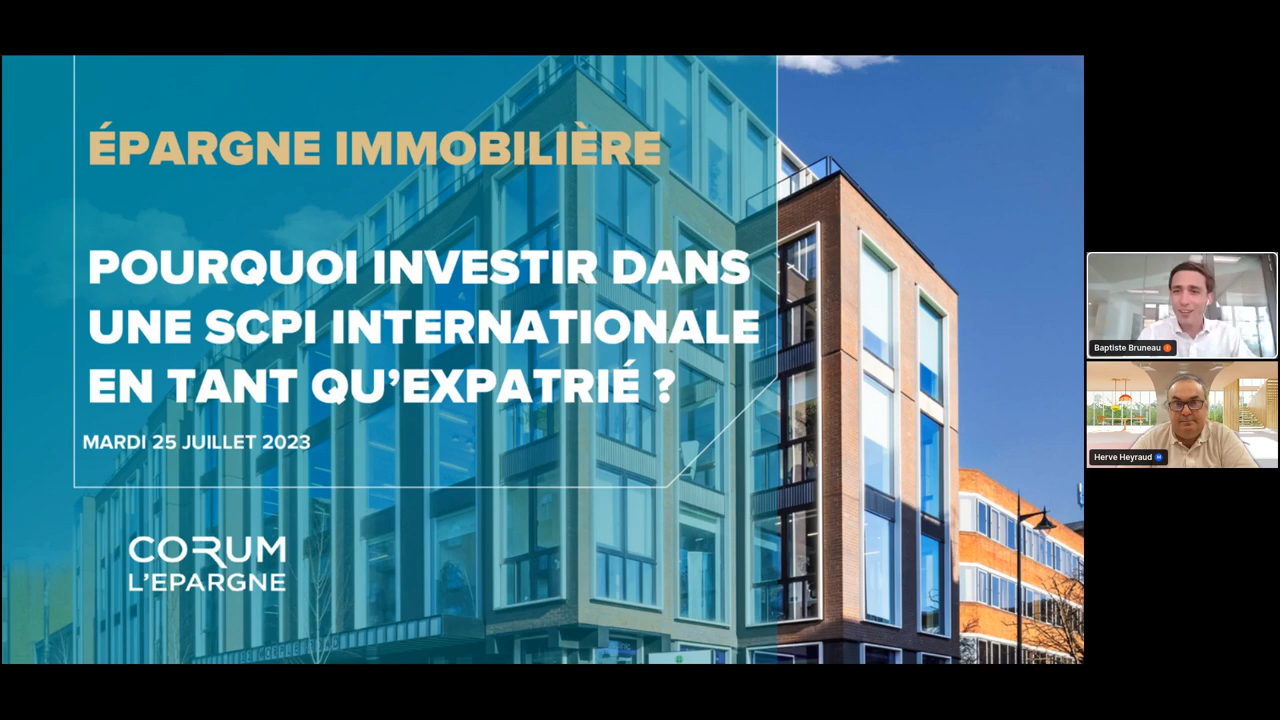 ÉPARGNE IMMOBILIÈRE
POURQUOI INVESTIR DANS
UNE SCPI INTERNATIONALE
EN TANT QU’EXPATRIÉ ?
MARDI 25 JUILLET 2023
CORUM
L’EPARGNE
Baptiste Bruneau
Herve Heyraud